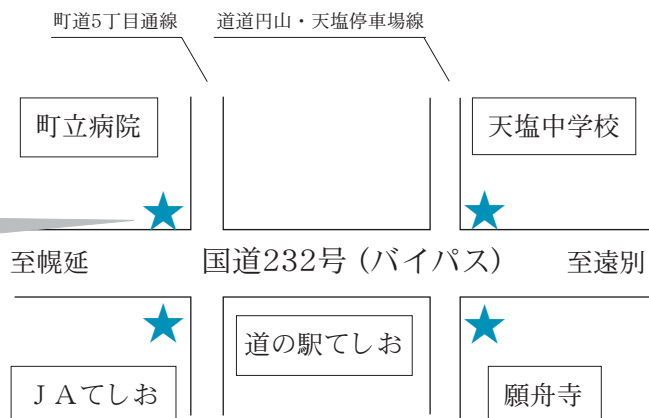 町道5丁目通線
道道円山・天塩停車場線
町立病院
天塩中学校
至幌延
国道232号 (バイパス)
至遠別
道の駅てしお
ＪＡてしお
願舟寺